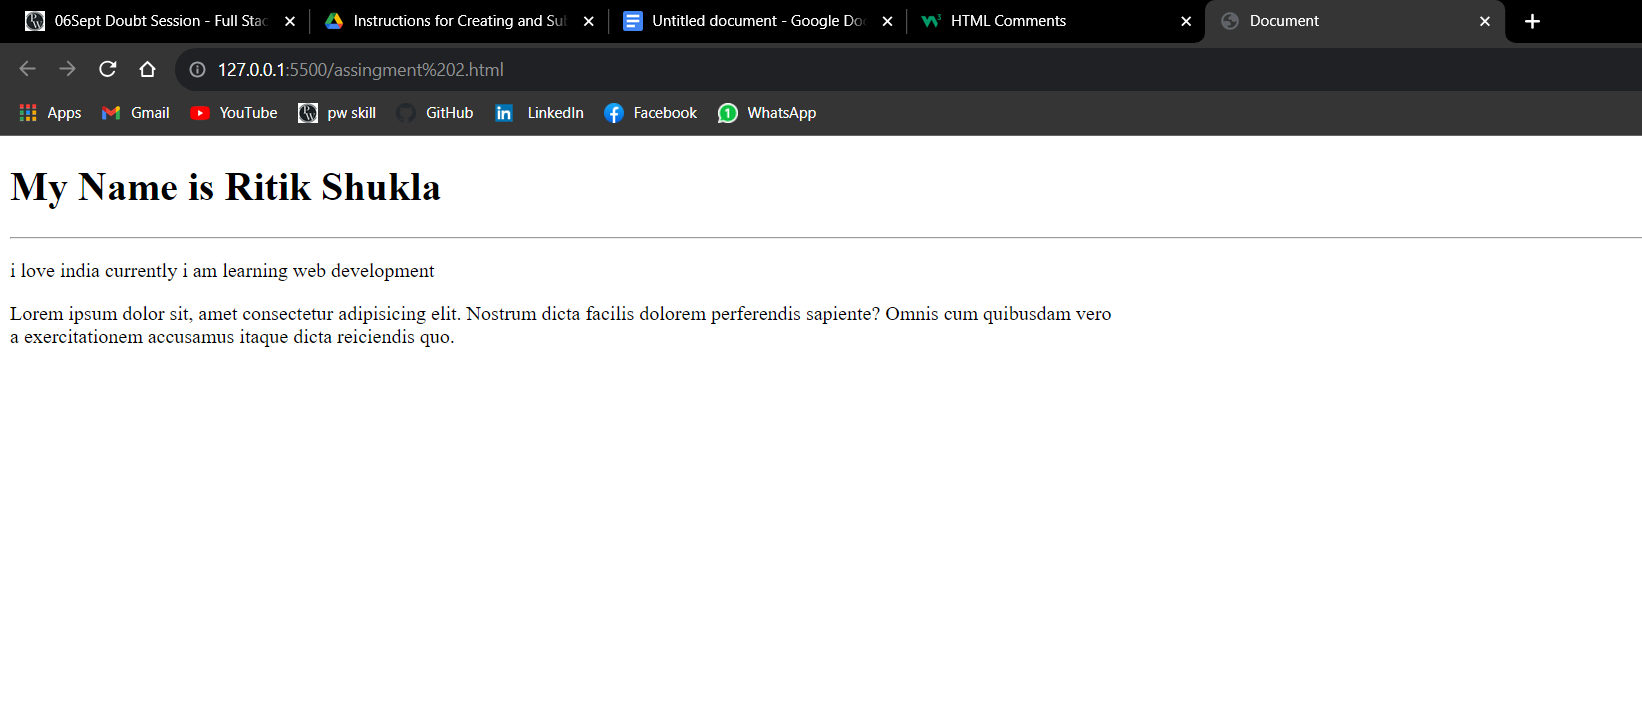 06Sept Doubt Session - Full Stac
Instructions for Creating and Sub
Untitled document - Google Doc
HTML Comments
Document
127.0.0.1:5500/assingment%202.html
Apps
Gmail
YouTube
pw skill
GitHub
LinkedIn
Facebook
WhatsApp
My Name is Ritik Shukla
i love india currently i am learning web development
Lorem ipsum dolor sit, amet consectetur adipisicing elit. Nostrum dicta facilis dolorem perferendis sapiente? Omnis cum quibusdam vero
a exercitationem accusamus itaque dicta reiciendis quo.